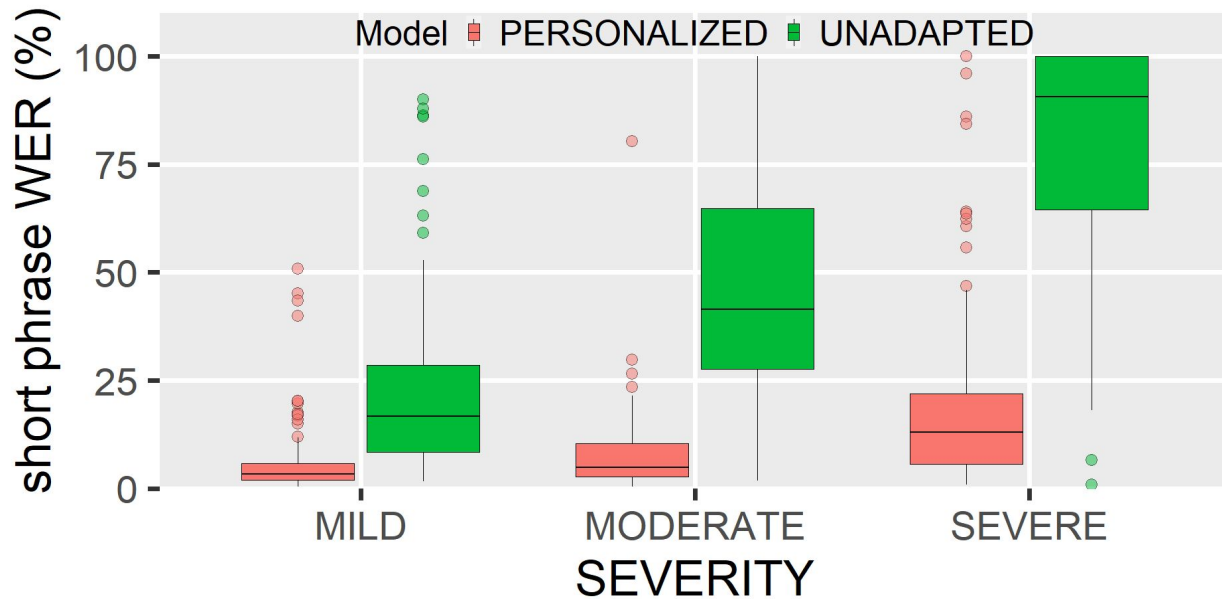 Model PERSONALIZED UNADAPTED
short phrase WER (%)
100
75
50
25
0
MILD MODERATE SEVERE
SEVERITY